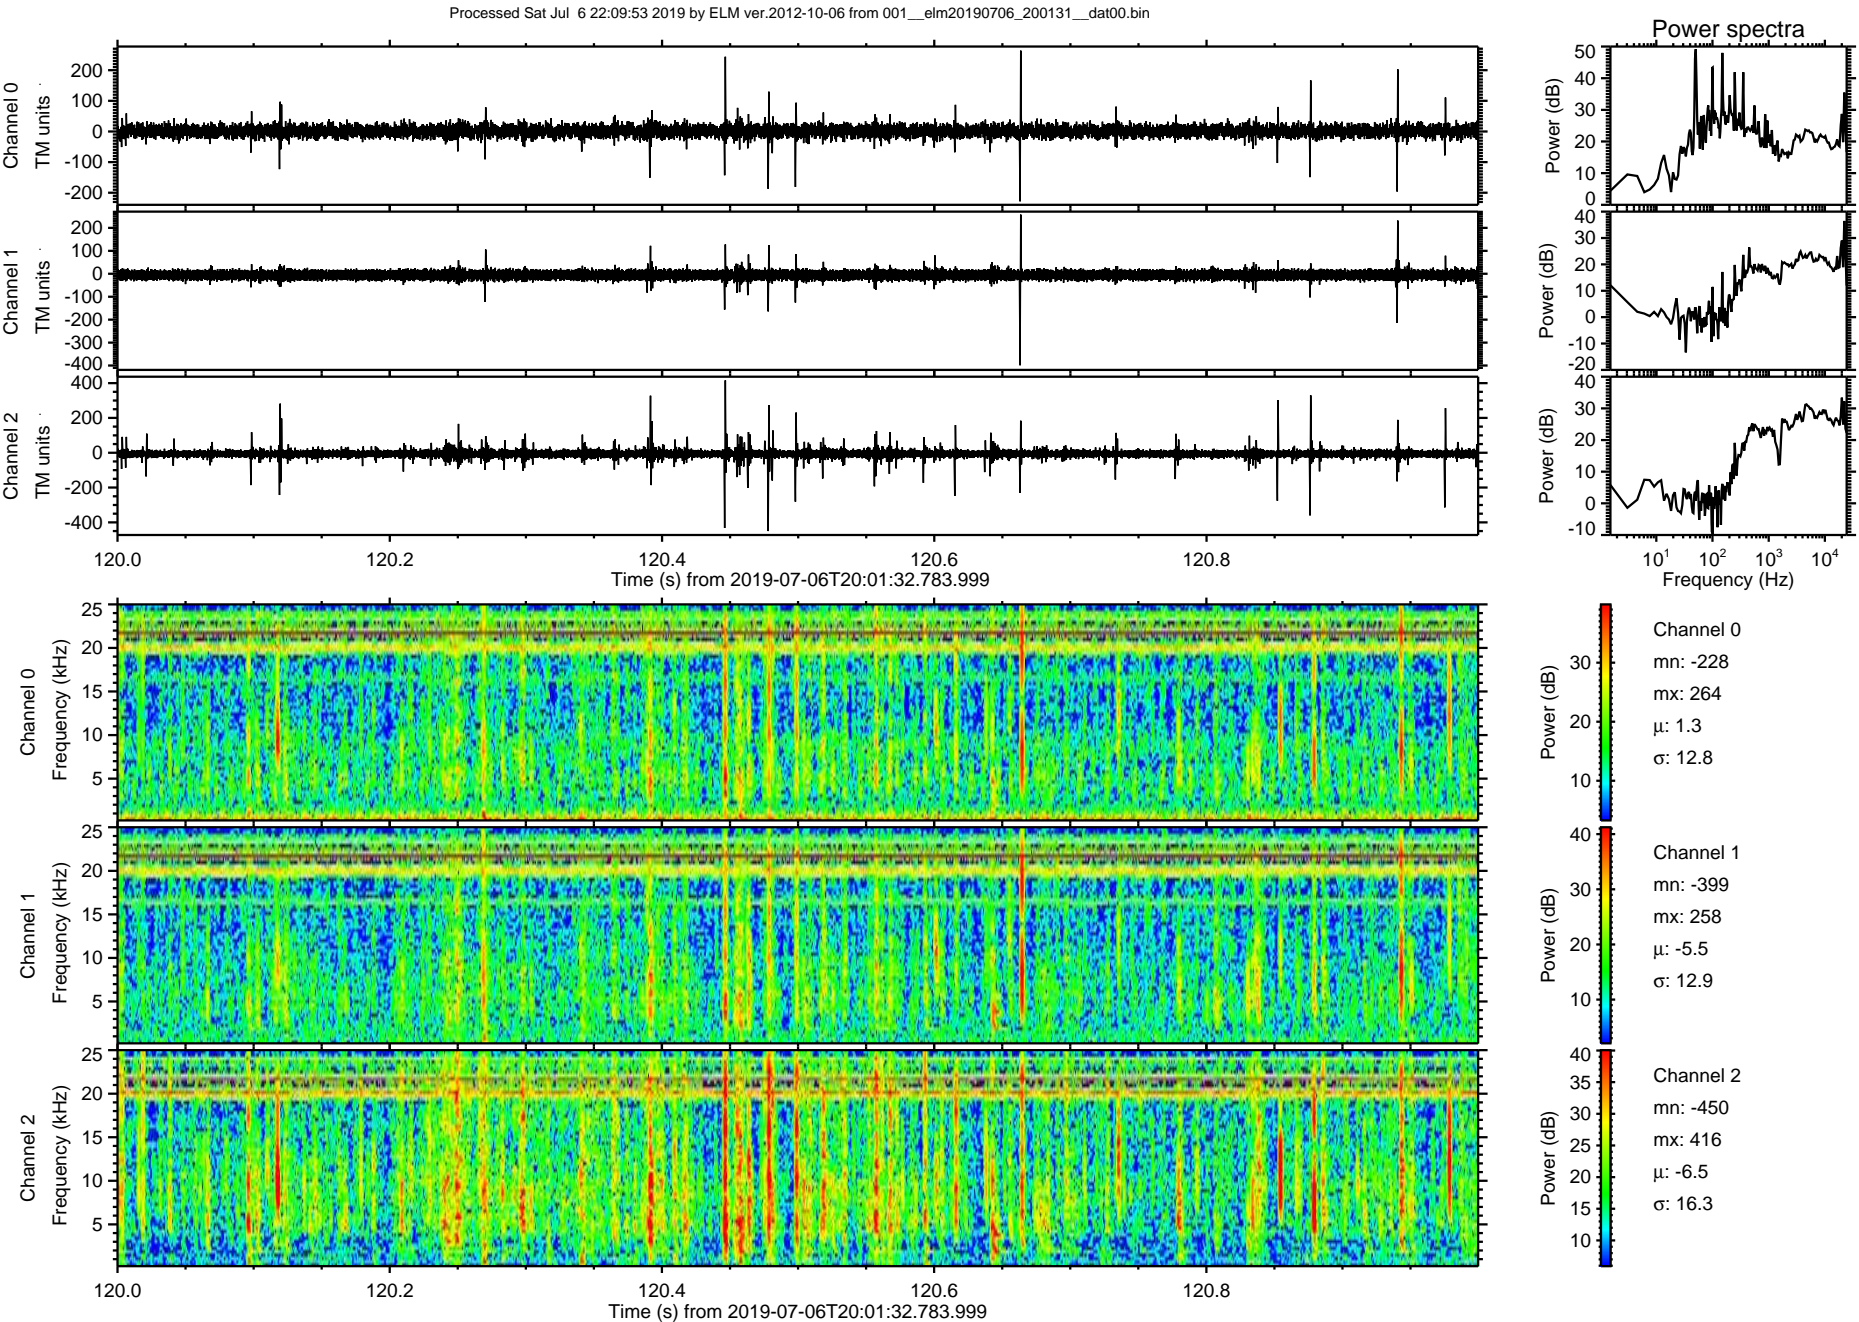 Processed Sat Jul  6 22:09:53 2019 by ELM ver.2012-10-06 from 001__elm20190706_200131__dat00.bin
Power spectra
Channel 0
TM units
200
100
0
-100
-200
Power (dB)
50
40
30
20
10
0
Channel 1
TM units
200
100
0
-100
-200
-300
-400
Power (dB)
40
30
20
10
0
-10
-20
Channel 2
TM units
400
200
0
-200
-400
Power (dB)
40
30
20
10
0
-10
120.0 120.2 120.4 120.6 120.8
Time (s) from 2019-07-06T20:01:32.783.999
10^1 10^2 10^3 10^4
Frequency (Hz)
Channel 0
Frequency (kHz)
25
20
15
10
5
Power (dB)
30
20
10
Channel 0
mn: -228
mx: 264
μ: 1.3
σ: 12.8
Channel 1
Frequency (kHz)
25
20
15
10
5
Power (dB)
40
30
20
10
Channel 1
mn: -399
mx: 258
μ: -5.5
σ: 12.9
Channel 2
Frequency (kHz)
25
20
15
10
5
Power (dB)
40
35
30
25
20
15
10
Channel 2
mn: -450
mx: 416
μ: -6.5
σ: 16.3
120.0 120.2 120.4 120.6 120.8
Time (s) from 2019-07-06T20:01:32.783.999